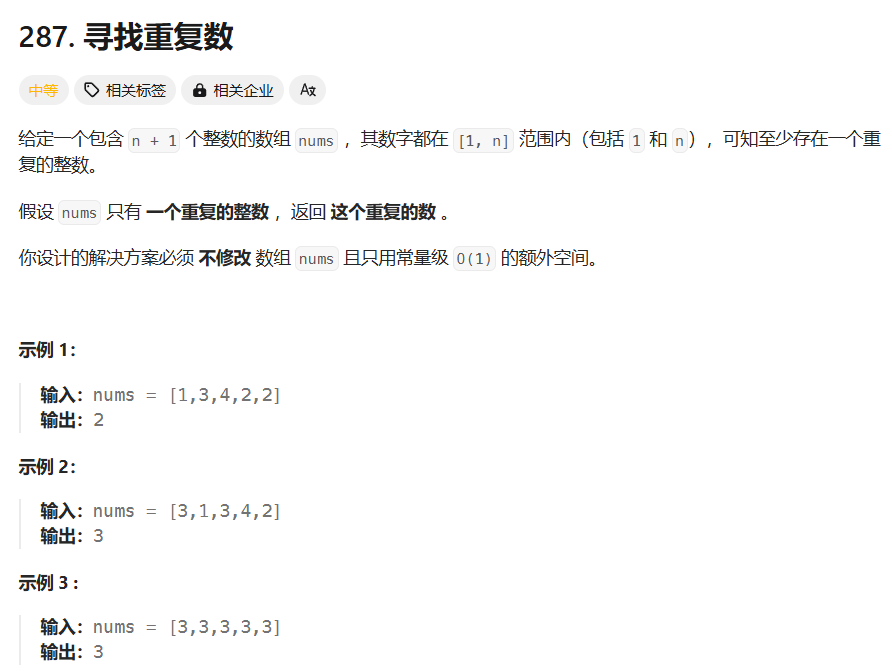 287. 寻找重复数
中等 相关标签 相关企业 Aあ
给定一个包含 n + 1 个整数的数组 nums ，其数字都在 [1, n] 范围内（包括 1 和 n），可知至少存在一个重
复的整数。
假设 nums 只有 一个重复的整数 ，返回 这个重复的数 。
你设计的解决方案必须 不修改 数组 nums 且只用常量级 O(1) 的额外空间。
示例 1：
输入：nums = [1,3,4,2,2]
输出：2
示例 2：
输入：nums = [3,1,3,4,2]
输出：3
示例 3 :
输入：nums = [3,3,3,3,3]
输出：3